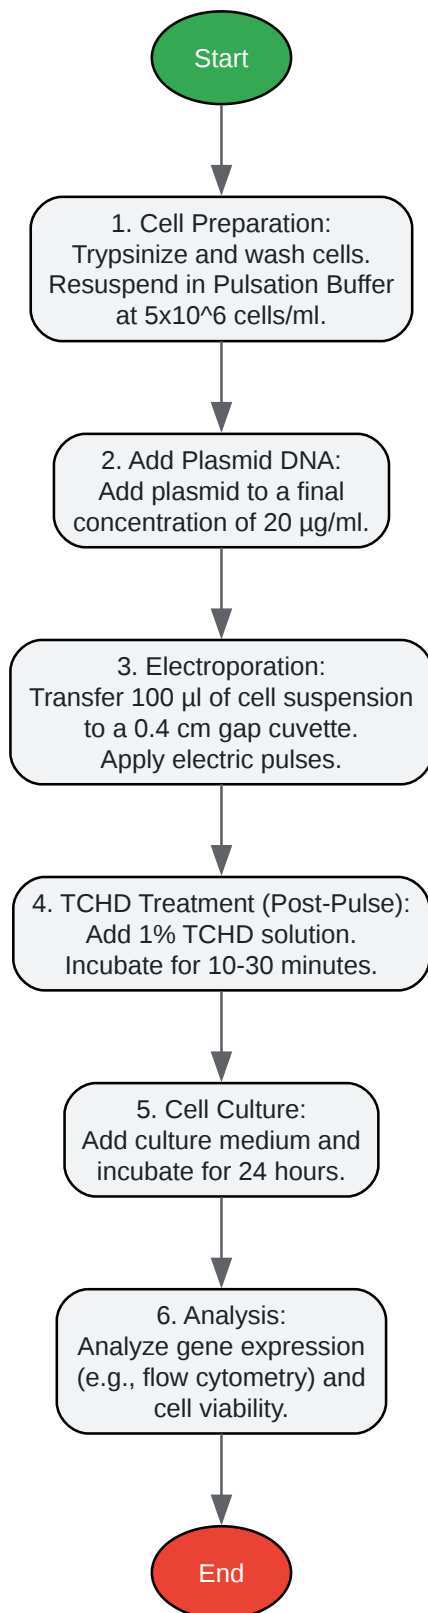 Start
1. Cell Preparation:
Trypsinize and wash cells.
Resuspend in Pulsation Buffer
at 5x10^6 cells/ml.
2. Add Plasmid DNA:
Add plasmid to a final
concentration of 20 µg/ml.
3. Electroporation:
Transfer 100 µl of cell suspension
to a 0.4 cm gap cuvette.
Apply electric pulses.
4. TCHD Treatment (Post-Pulse):
Add 1% TCHD solution.
Incubate for 10-30 minutes.
5. Cell Culture:
Add culture medium and
incubate for 24 hours.
6. Analysis:
Analyze gene expression
(e.g., flow cytometry) and
cell viability.
End